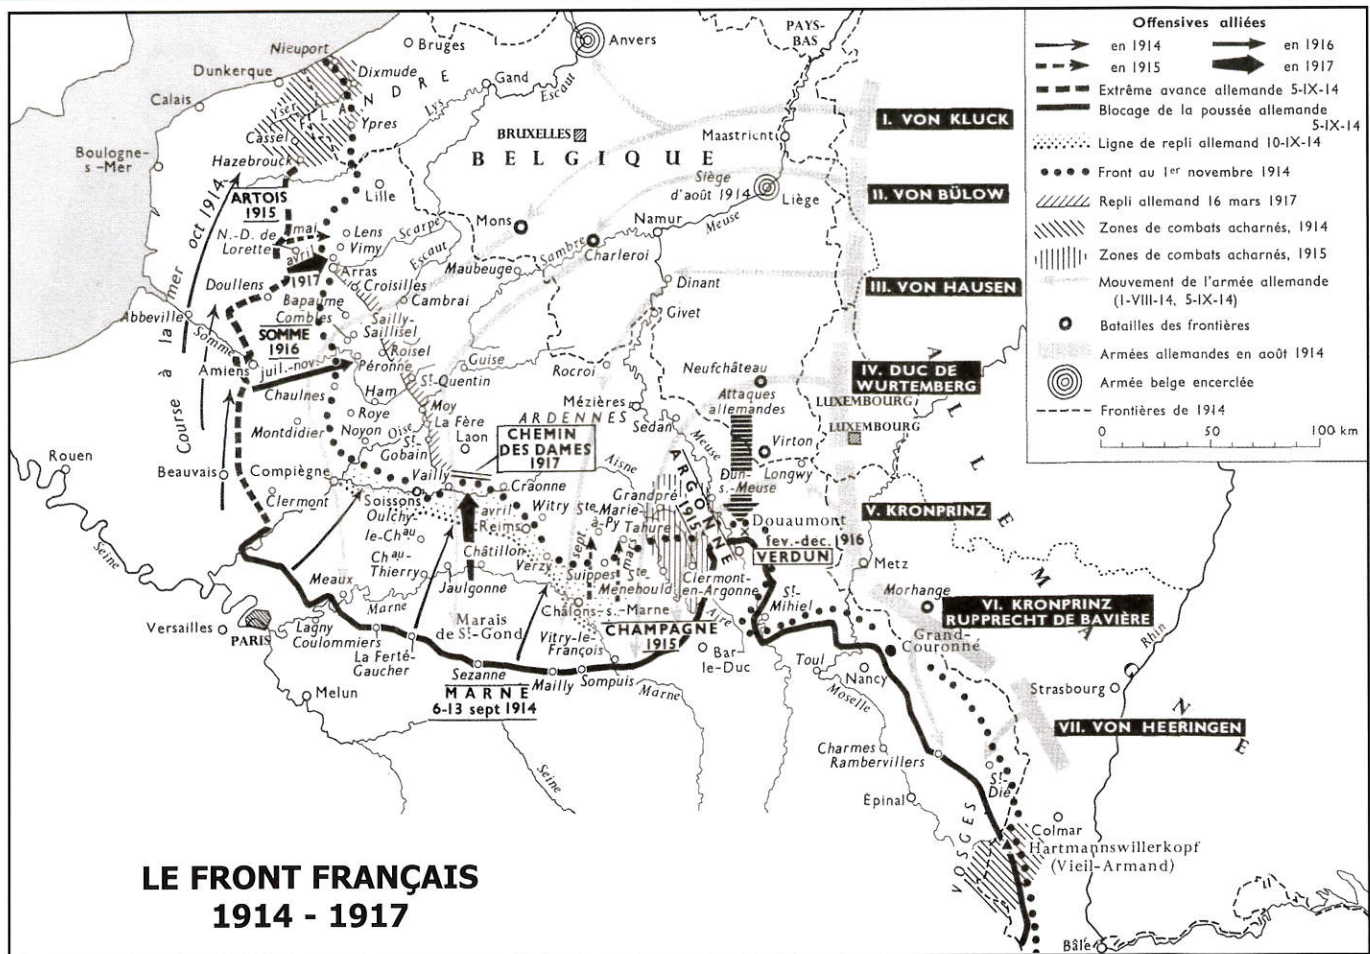 Offensives alliées
en 1914
en 1916
en 1915
en 1917
Extrême avance allemande 5-IX-14
Blocage de la poussée allemande
5-IX-14
Ligne de repli allemand 10-IX-14
Front au 1er novembre 1914
Repli allemand 16 mars 1917
Zones de combats acharnés, 1914
Zones de combats acharnés, 1915
Mouvement de l'armée allemande
(1-VIII-14, 5-IX-14)
Batailles des frontières
Armées allemandes en août 1914
Armée belge encerclée
Frontières de 1914
0 50 100 km
Nieuport
Bruges
Anvers
PAYS-
BAS
Dunkerque
Dixmude
Gand
Escaut
Calais
Yser
FLANDRE
Lys
Ypres
Cassel
BRUXELLES
Maastricnt
I. VON KLUCK
Boulogne-
s-Mer
Hazebrouck
BELGIQUE
Siège
d'août 1914
Liège
II. VON BÜLOW
ARTOIS
1915
Lille
Mons
Namur
Meuse
oct 1914
N.-D. de
Lorette
mai
Lens
Vimy
Scarpe
Escaut
Sambre
Charleroi
avril
1917
Arras
Croisilles
Maubeuge
Dinant
III. VON HAUSEN
Doullens
Bapaume
Cambrai
Givet
Abbeville
Combles
Sailly-
Saillisel
Somme
SOMME
1916
Roisel
Guise
Rocroi
Neufchâteau
IV. DUC DE
WURTEMBERG
Amiens
juil.-nov.
Péronne
St-Quentin
Attaques
allemandes
LUXEMBOURG
Course à la mer
Chaulnes
Ham
Moy
Mézières
LUXEMBOURG
Roye
La Fère
ARDENNES
Sedan
Montdidier
Noyon
Oise
Laon
CHEMIN
DES DAMES
1917
Meuse
Virton
Rouen
St-
Gobain
Longwy
Beauvais
Compiègne
Vailly
Craonne
Aisne
ARGONNE
1915
Dun-
s.-Meuse
Clermont
Soissons
Witry
Ste
Marie-
à-Py
Grandpré
V. KRONPRINZ
Oulchy-
le-Chau
avril
Reims
Tahure
Douaumont
fev.-dec. 1916
VERDUN
Seine
Chau-
Thierry
Châtillon
Verzy
sept
mars
Metz
Meaux
Jaulgonne
Suippes
Ste
Menehould
Clermont-
en-Argonne
St-
Mihiel
Morhange
VI. KRONPRINZ
RUPPRECHT DE BAVIÈRE
Marne
Châlons-s.-Marne
Aire
Versailles
PARIS
Lagny
Coulommiers
Marais
de St-Gond
Vitry-le-
François
CHAMPAGNE
1915
Bar-
le-Duc
Grand-
Couronné
La Ferté-
Gaucher
Toul
Nancy
Rhin
Sezanne
Mailly
Sompuis
Marne
Moselle
Strasbourg
Melun
MARNE
6-13 sept 1914
VII. VON HEERINGEN
ALLEMAGNE
Charmes
Rambervillers
Seine
St-
Dié
Épinal
VOSGES
Colmar
Hartmannswillerkopf
(Vieil-Armand)
Bâle
LE FRONT FRANÇAIS
1914 - 1917